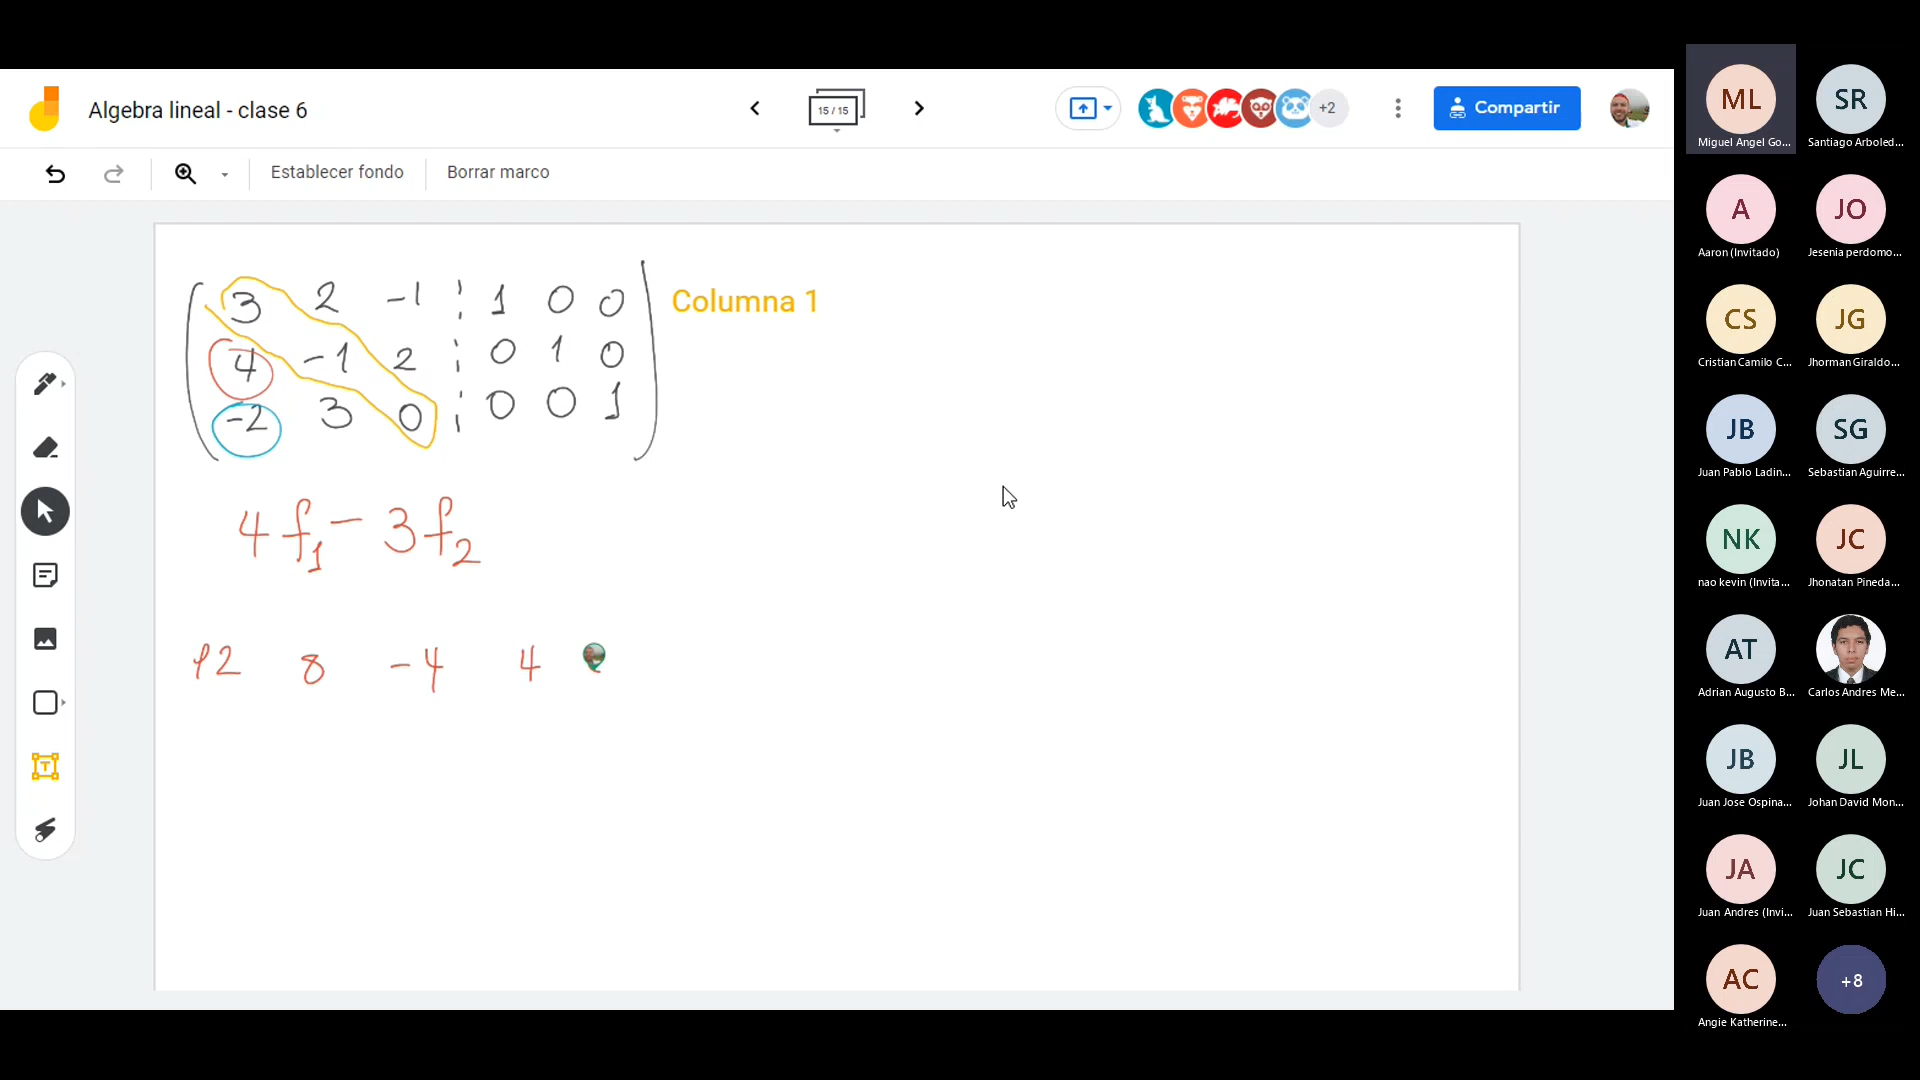 Algebra lineal - clase 6
15 / 15
+2
Compartir
Establecer fondo
Borrar marco
3 2 -1 ¦ 1 0 0
4 -1 2 ¦ 0 1 0
-2 3 0 ¦ 0 0 1
Columna 1
4f₁ - 3f₂
12 8 -4 4
ML SR
Miguel Angel Go... Santiago Arboled...
A JO
Aaron (Invitado) Jesenia perdomo...
CS JG
Cristian Camilo C... Jhorman Giraldo...
JB SG
Juan Pablo Ladin... Sebastian Aguirre...
NK JC
nao kevin (Invita... Jhonatan Pineda...
AT
Adrian Augusto B... Carlos Andres Me...
JB JL
Juan Jose Ospina... Johan David Mon...
JA JC
Juan Andres (Invi... Juan Sebastian Hi...
AC +8
Angie Katherine...